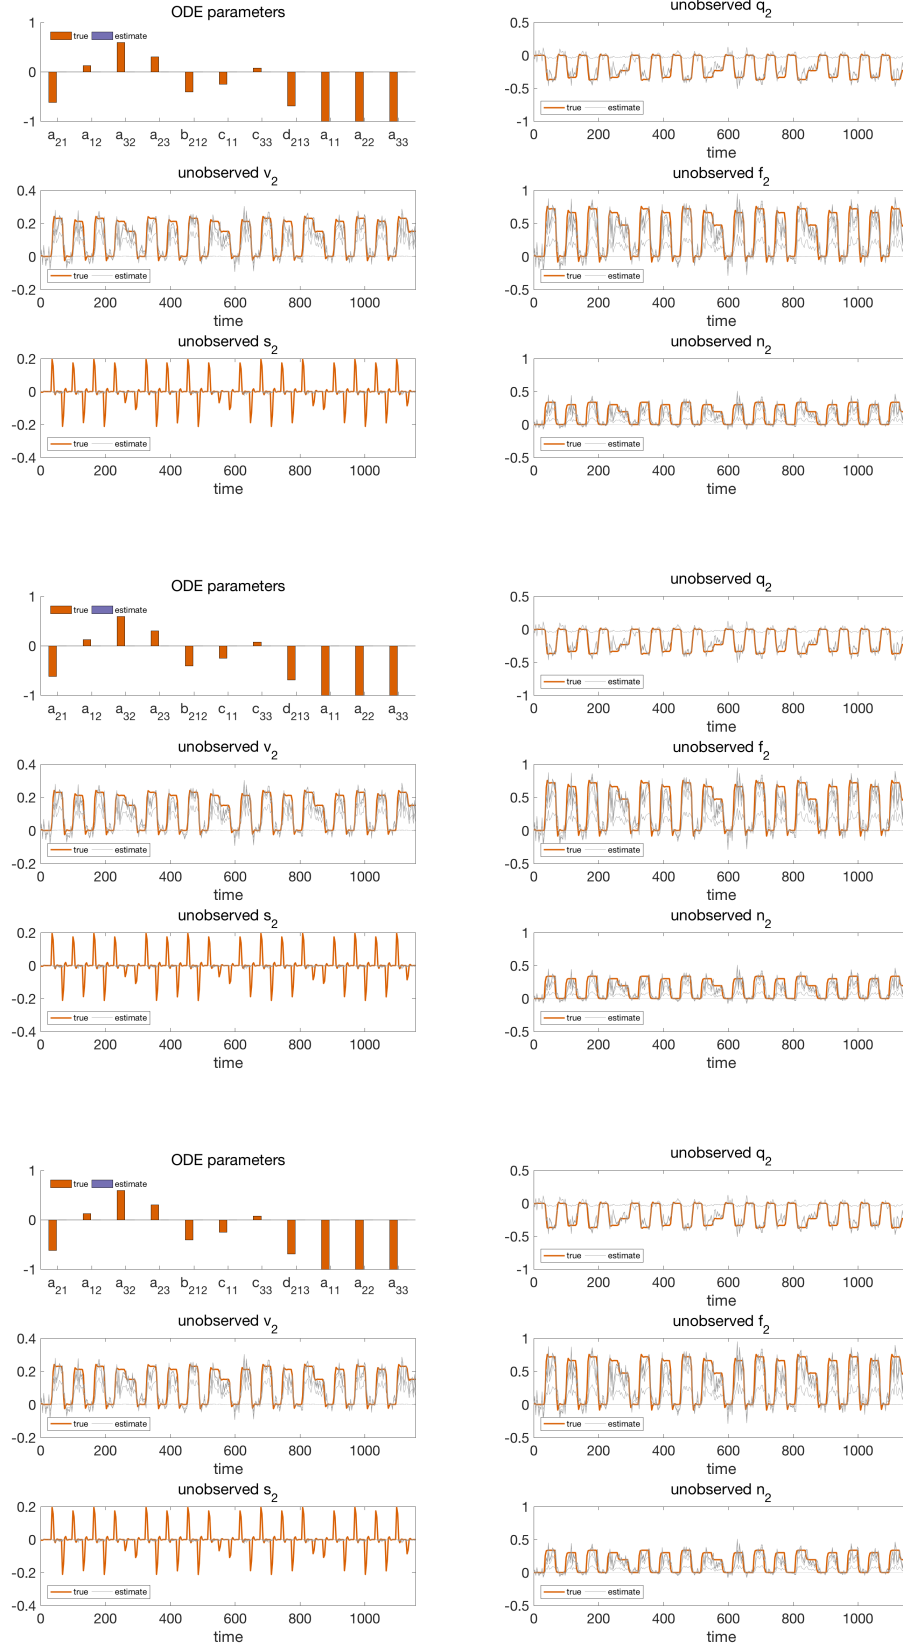 ODE parameters
1
0
-1
true estimate
a21 a12 a32 a23 b212 c11 c33 d213 a11 a22 a33
unobserved q2
0.5
0
-0.5
-1
true estimate
0 200 400 600 800 1000
time
unobserved v2
0.4
0.2
0
-0.2
true estimate
0 200 400 600 800 1000
time
unobserved f2
1
0.5
0
-0.5
true estimate
0 200 400 600 800 1000
time
unobserved s2
0.2
0
-0.2
-0.4
true estimate
0 200 400 600 800 1000
time
unobserved n2
1
0.5
0
-0.5
true estimate
0 200 400 600 800 1000
time
ODE parameters
1
0
-1
true estimate
a21 a12 a32 a23 b212 c11 c33 d213 a11 a22 a33
unobserved q2
0.5
0
-0.5
-1
true estimate
0 200 400 600 800 1000
time
unobserved v2
0.4
0.2
0
-0.2
true estimate
0 200 400 600 800 1000
time
unobserved f2
1
0.5
0
-0.5
true estimate
0 200 400 600 800 1000
time
unobserved s2
0.2
0
-0.2
-0.4
true estimate
0 200 400 600 800 1000
time
unobserved n2
1
0.5
0
-0.5
true estimate
0 200 400 600 800 1000
time
ODE parameters
1
0
-1
true estimate
a21 a12 a32 a23 b212 c11 c33 d213 a11 a22 a33
unobserved q2
0.5
0
-0.5
-1
true estimate
0 200 400 600 800 1000
time
unobserved v2
0.4
0.2
0
-0.2
true estimate
0 200 400 600 800 1000
time
unobserved f2
1
0.5
0
-0.5
true estimate
0 200 400 600 800 1000
time
unobserved s2
0.2
0
-0.2
-0.4
true estimate
0 200 400 600 800 1000
time
unobserved n2
1
0.5
0
-0.5
true estimate
0 200 400 600 800 1000
time